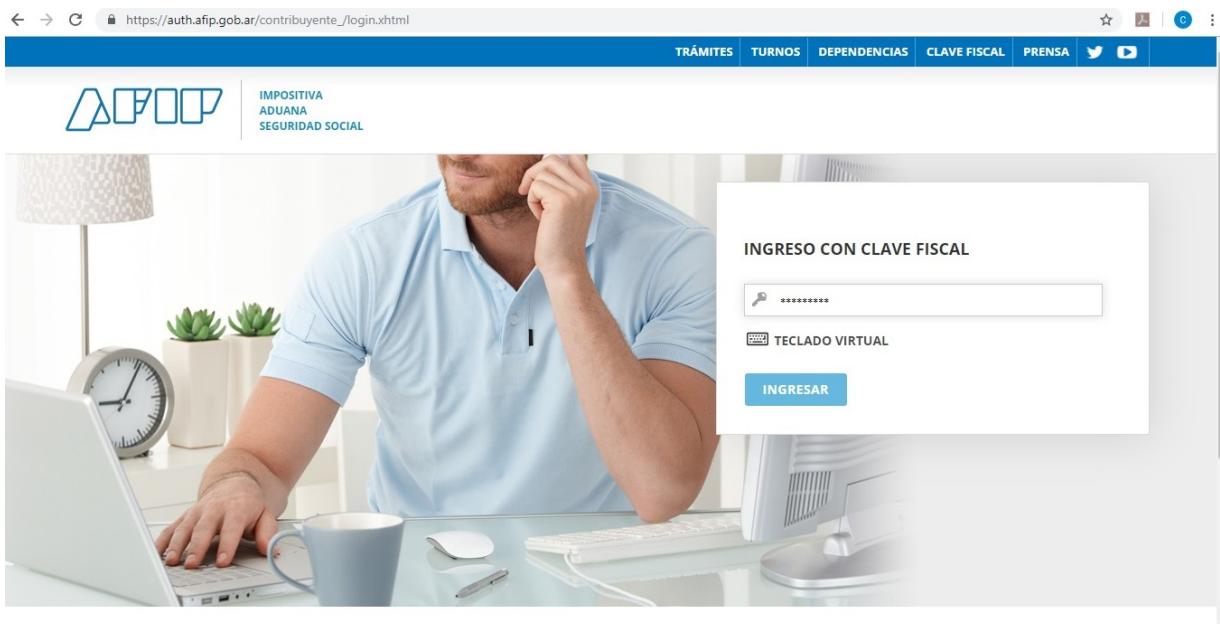 https://auth.afip.gob.ar/contribuyente_/login.xhtml
C
TRÁMITES TURNOS DEPENDENCIAS CLAVE FISCAL PRENSA
AFIP
IMPOSITIVA
ADUANA
SEGURIDAD SOCIAL
INGRESO CON CLAVE FISCAL
*********
TECLADO VIRTUAL
INGRESAR